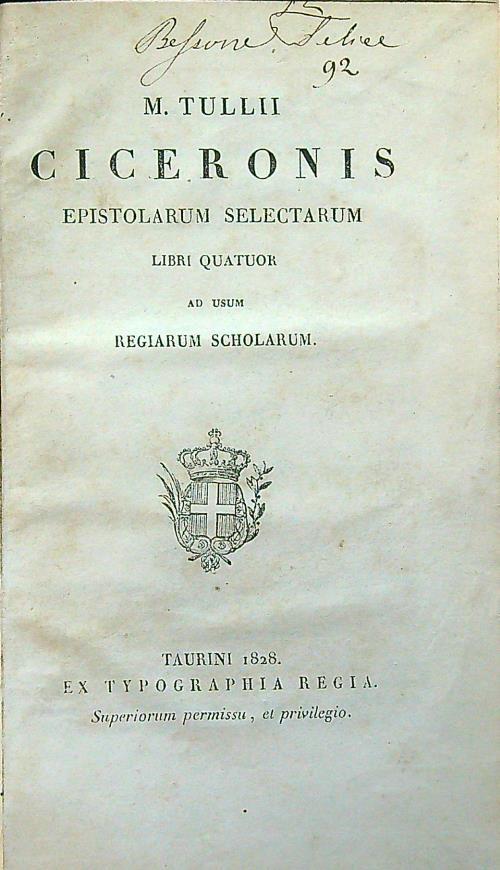 Bessone Felice
92
M. TULLII
CICERONIS
EPISTOLARUM SELECTARUM
LIBRI QUATUOR
AD USUM
REGIARUM SCHOLARUM.
TAURINI 1828.
EX TYPOGRAPHIA REGIA.
Superiorum permissu, et privilegio.